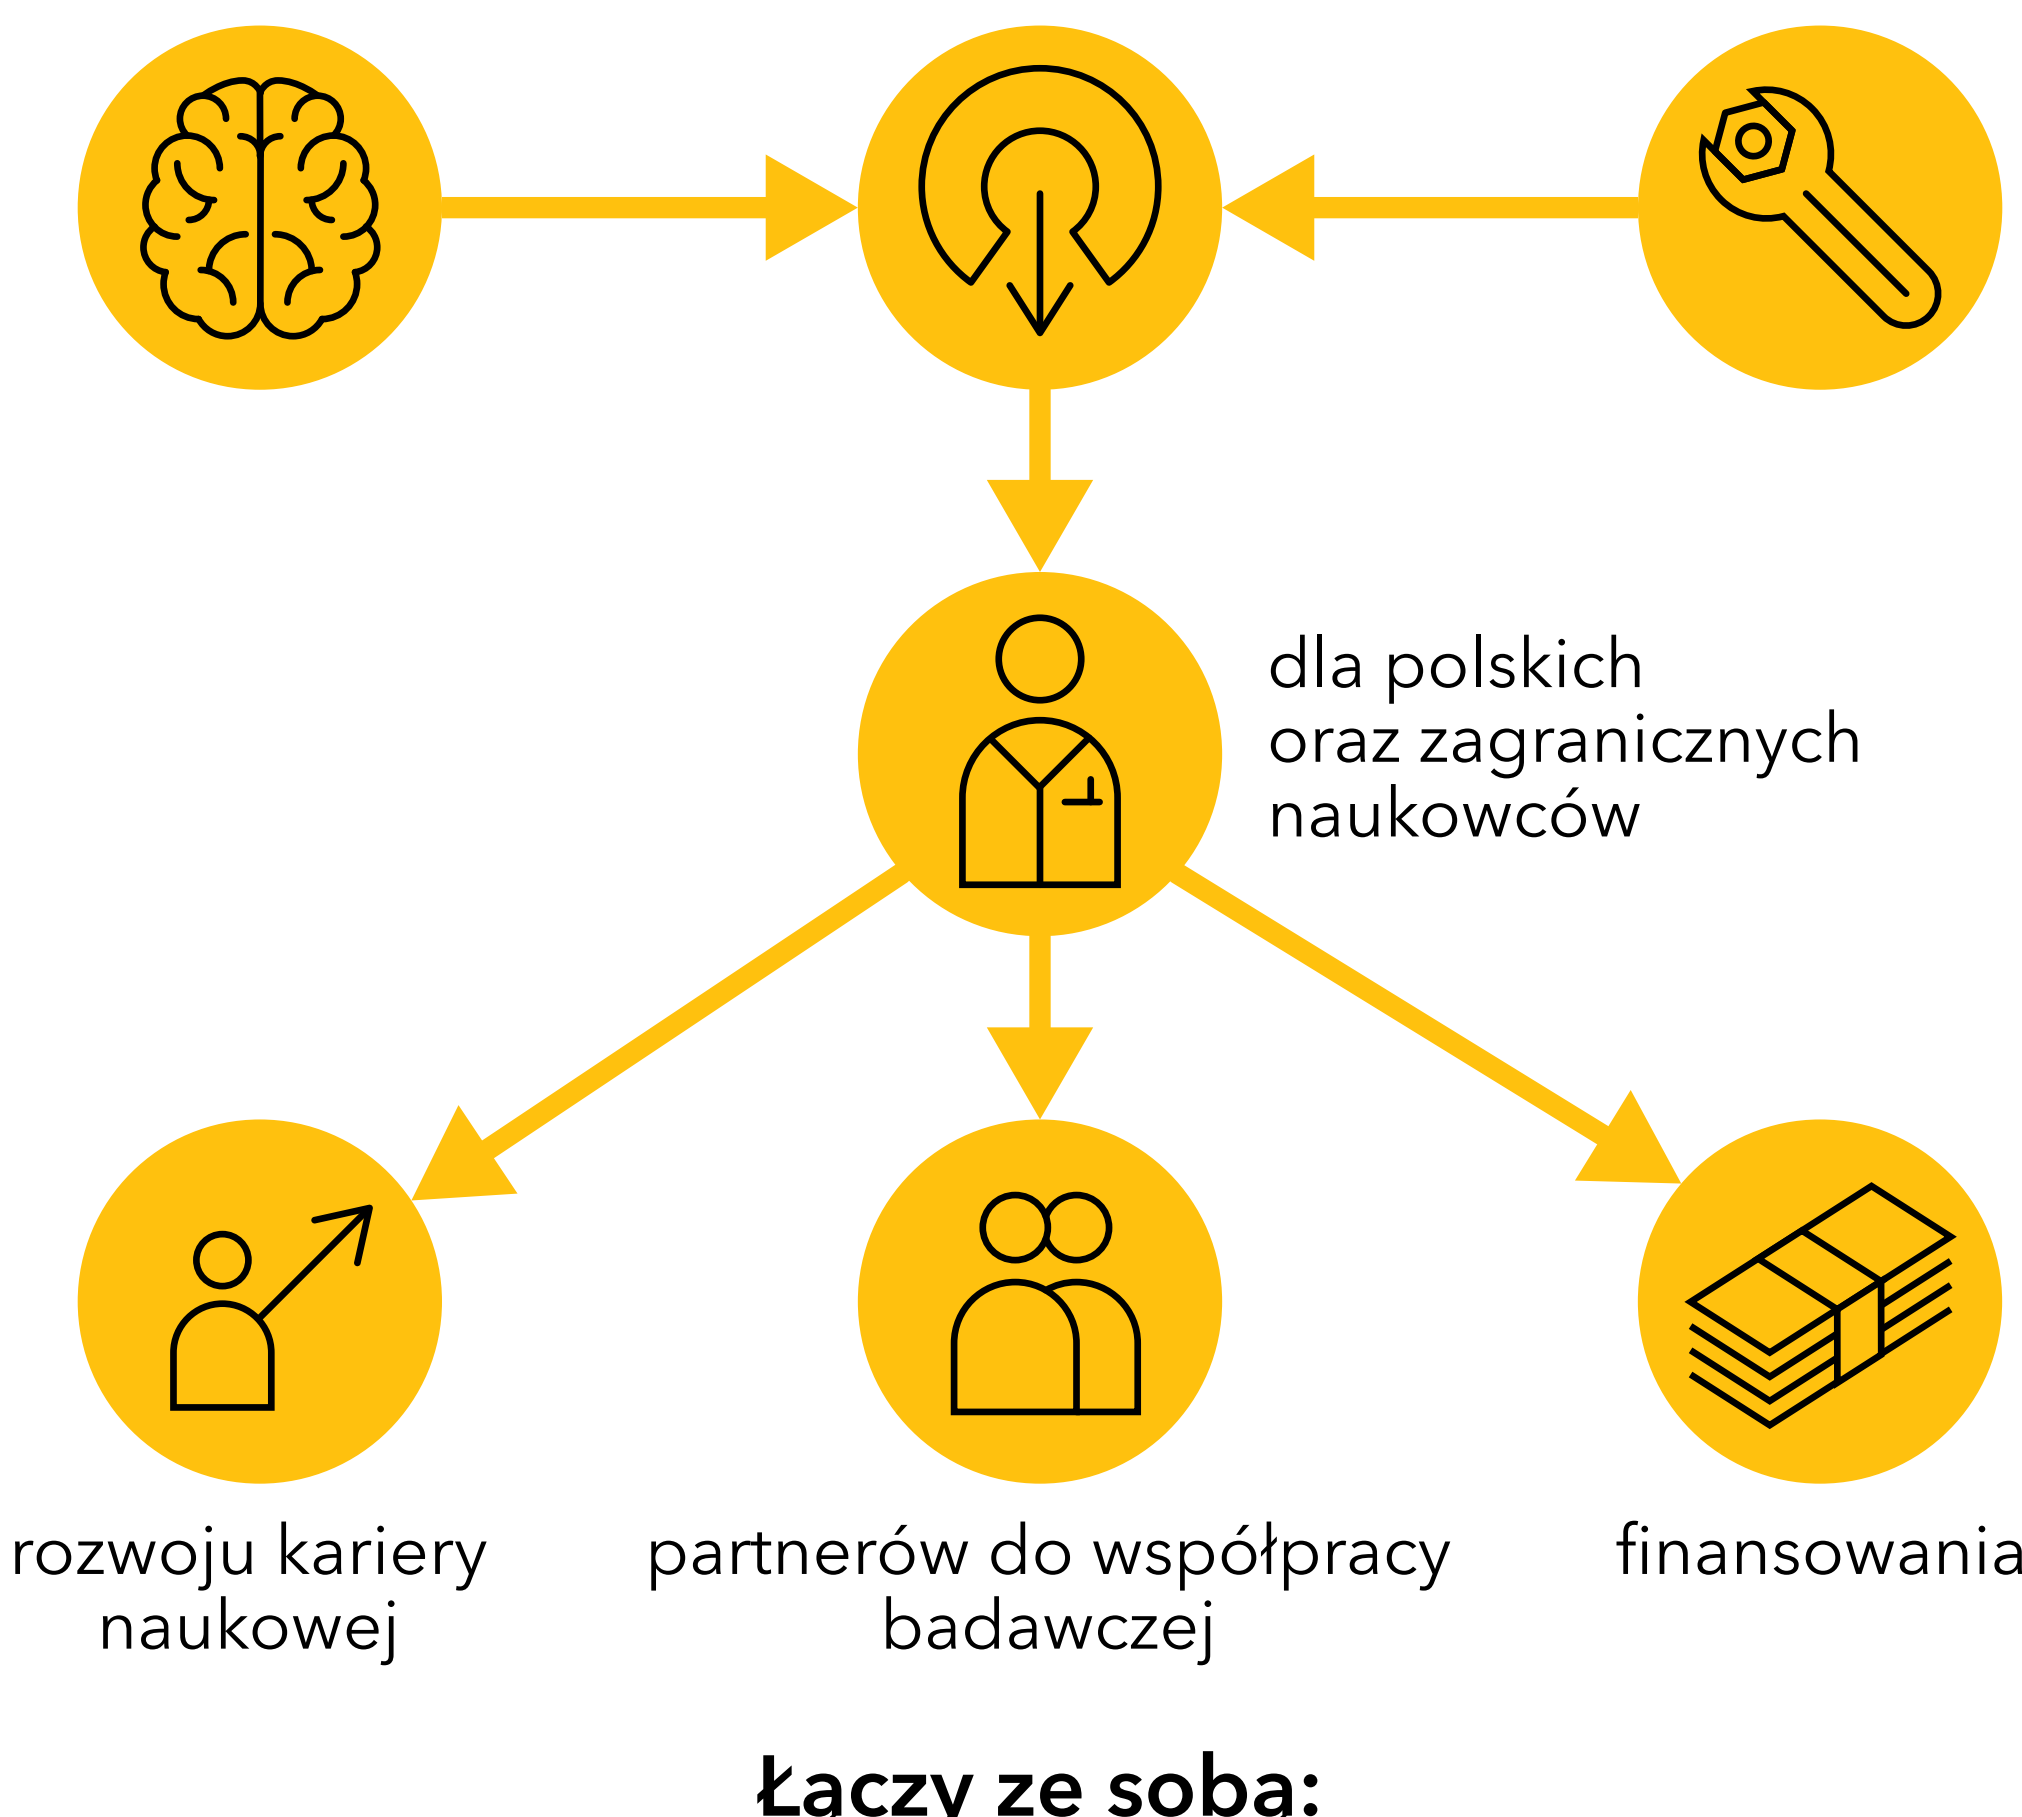 dla polskich
oraz zagranicznych
naukowców
rozwoju kariery
naukowej
partnerów do współpracy
badawczej
finansowania
Łączy ze sobą: